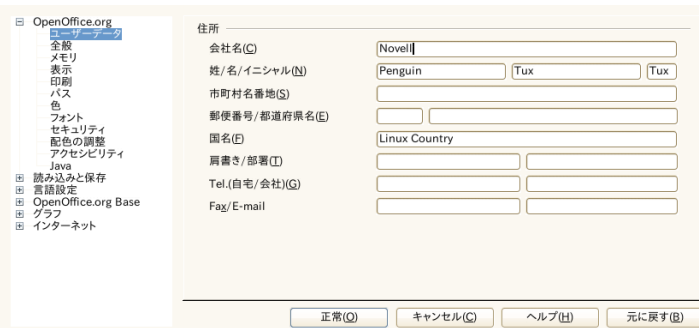 OpenOffice.org
ユーザーデータ
全般
メモリ
表示
印刷
パス
色
フォント
セキュリティ
配色の調整
アクセシビリティ
Java
読み込みと保存
言語設定
OpenOffice.org Base
グラフ
インターネット
住所
会社名(C) Novell
姓/名/イニシャル(N) Penguin Tux Tux
市町村名番地(S)
郵便番号/都道府県名(E)
国名(F) Linux Country
肩書き/部署(T)
Tel.(自宅/会社)(G)
Fax/E-mail
正常(O) キャンセル(C) ヘルプ(H) 元に戻す(B)